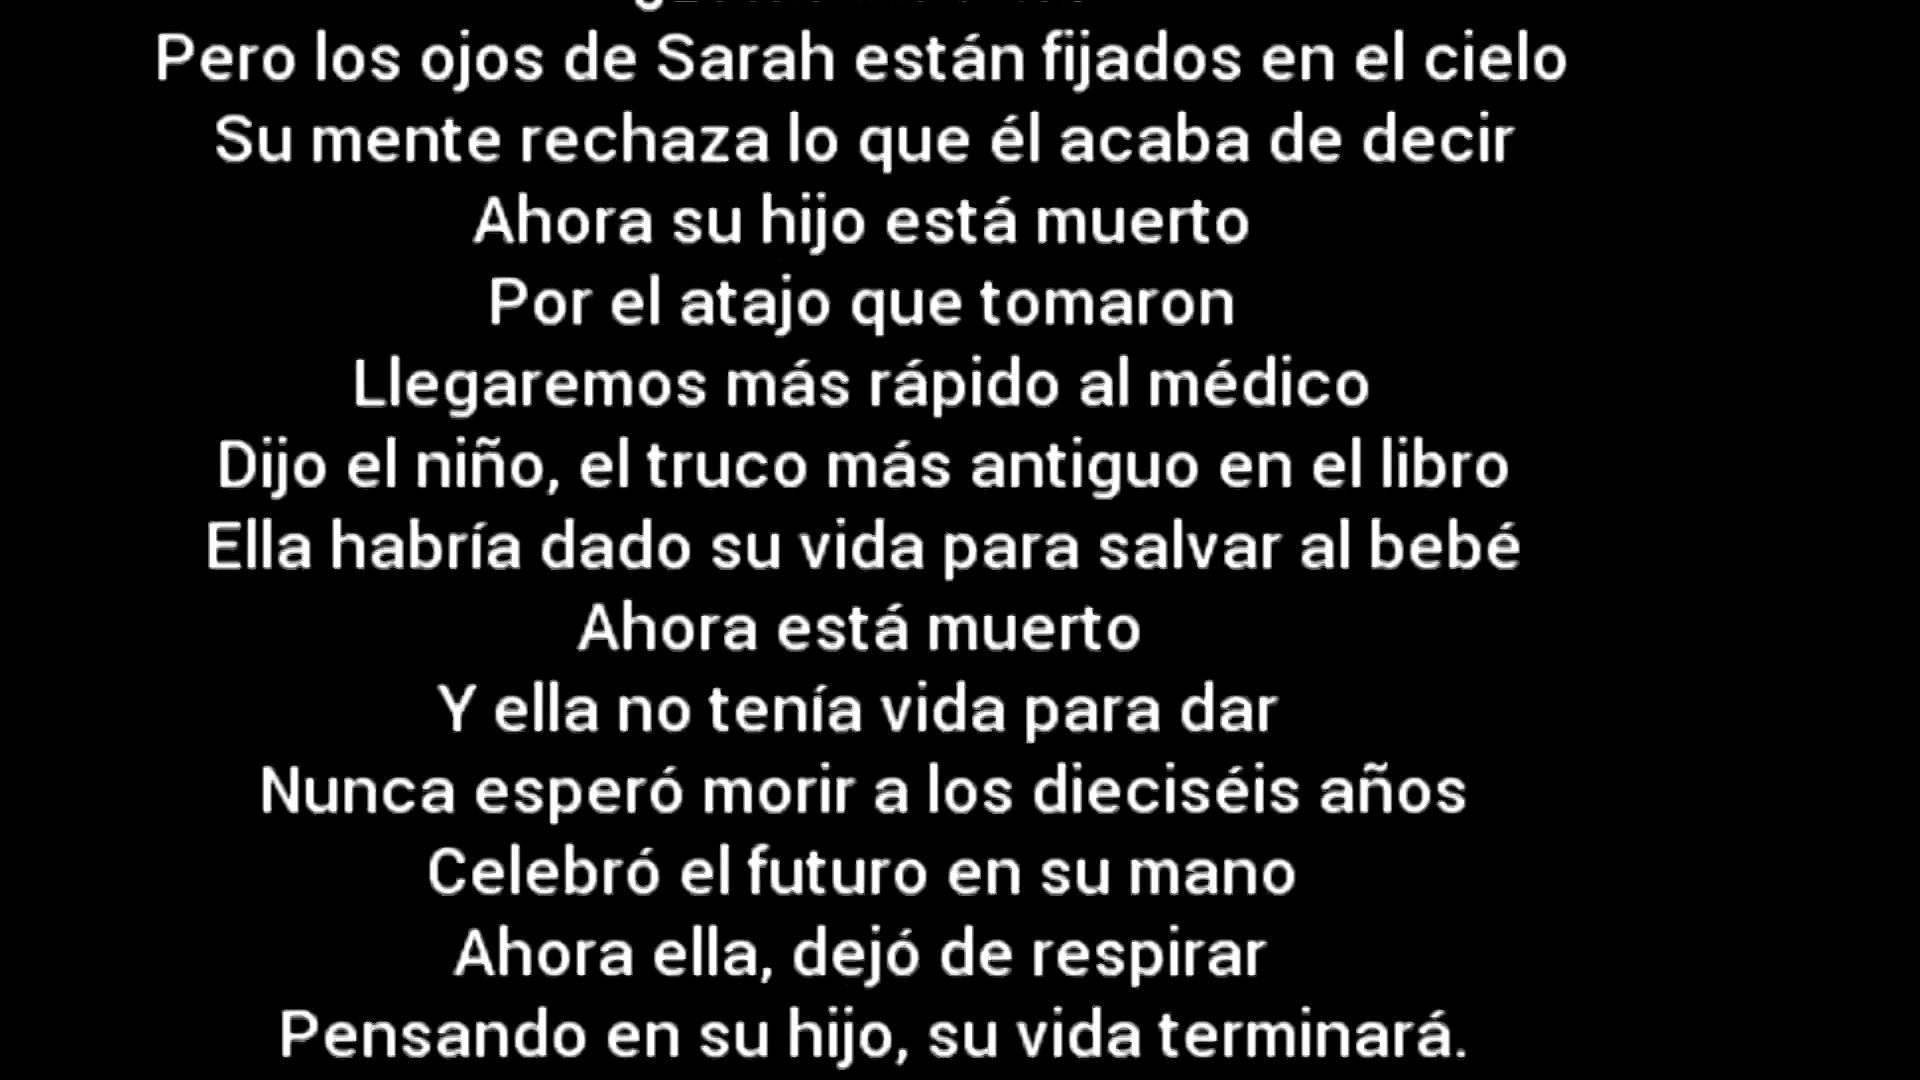 Pero los ojos de Sarah están fijados en el cielo
Su mente rechaza lo que él acaba de decir
Ahora su hijo está muerto
Por el atajo que tomaron
Llegaremos más rápido al médico
Dijo el niño, el truco más antiguo en el libro
Ella habría dado su vida para salvar al bebé
Ahora está muerto
Y ella no tenía vida para dar
Nunca esperó morir a los dieciséis años
Celebró el futuro en su mano
Ahora ella, dejó de respirar
Pensando en su hijo, su vida terminará.